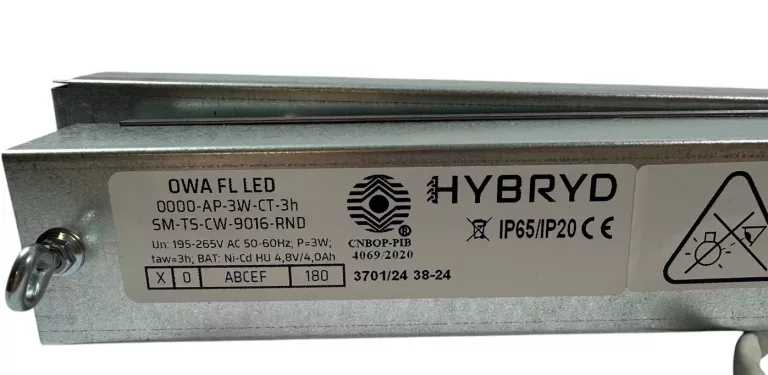 OWA FL LED
0000-AP-3W-CT-3h
SM-TS-CW-9016-RND
Un: 195-265V AC 50-60Hz; P=3W;
taw=3h; BAT: Ni-Cd HU 4,8V/4,0Ah
X 0 ABCEF 180
®
CNBOP-PIB
4069/2020
3701/24 38-24
HYBRYD
IP65/IP20 CE